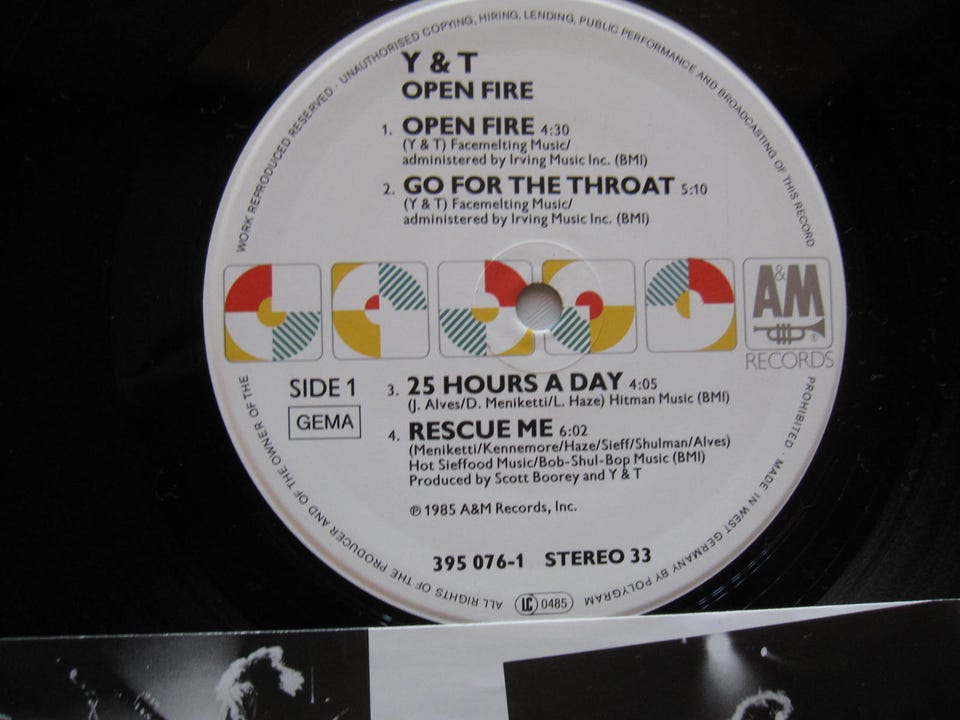 Y & T
OPEN FIRE
1. OPEN FIRE 4:30
(Y & T) Facemelting Music/
administered by Irving Music Inc. (BMI)
2. GO FOR THE THROAT 5:10
(Y & T) Facemelting Music/
administered by Irving Music Inc. (BMI)
A&M
®
RECORDS
SIDE 1
GEMA
3. 25 HOURS A DAY 4:05
(J. Alves/D. Meniketti/L. Haze) Hitman Music (BMI)
4. RESCUE ME 6:02
(Meniketti/Kennemore/Haze/Sieff/Shulman/Alves)
Hot Sieffood Music/Bob-Shul-Bop Music (BMI)
Produced by Scott Boorey and Y & T
℗ 1985 A&M Records, Inc.
395 076-1 STEREO 33
LC 0485
ALL RIGHTS OF THE PRODUCER AND OF THE OWNER OF THE WORK REPRODUCED RESERVED · UNAUTHORISED COPYING, HIRING, LENDING, PUBLIC PERFORMANCE AND BROADCASTING OF THIS RECORD PROHIBITED · MADE IN WEST GERMANY BY POLYGRAM